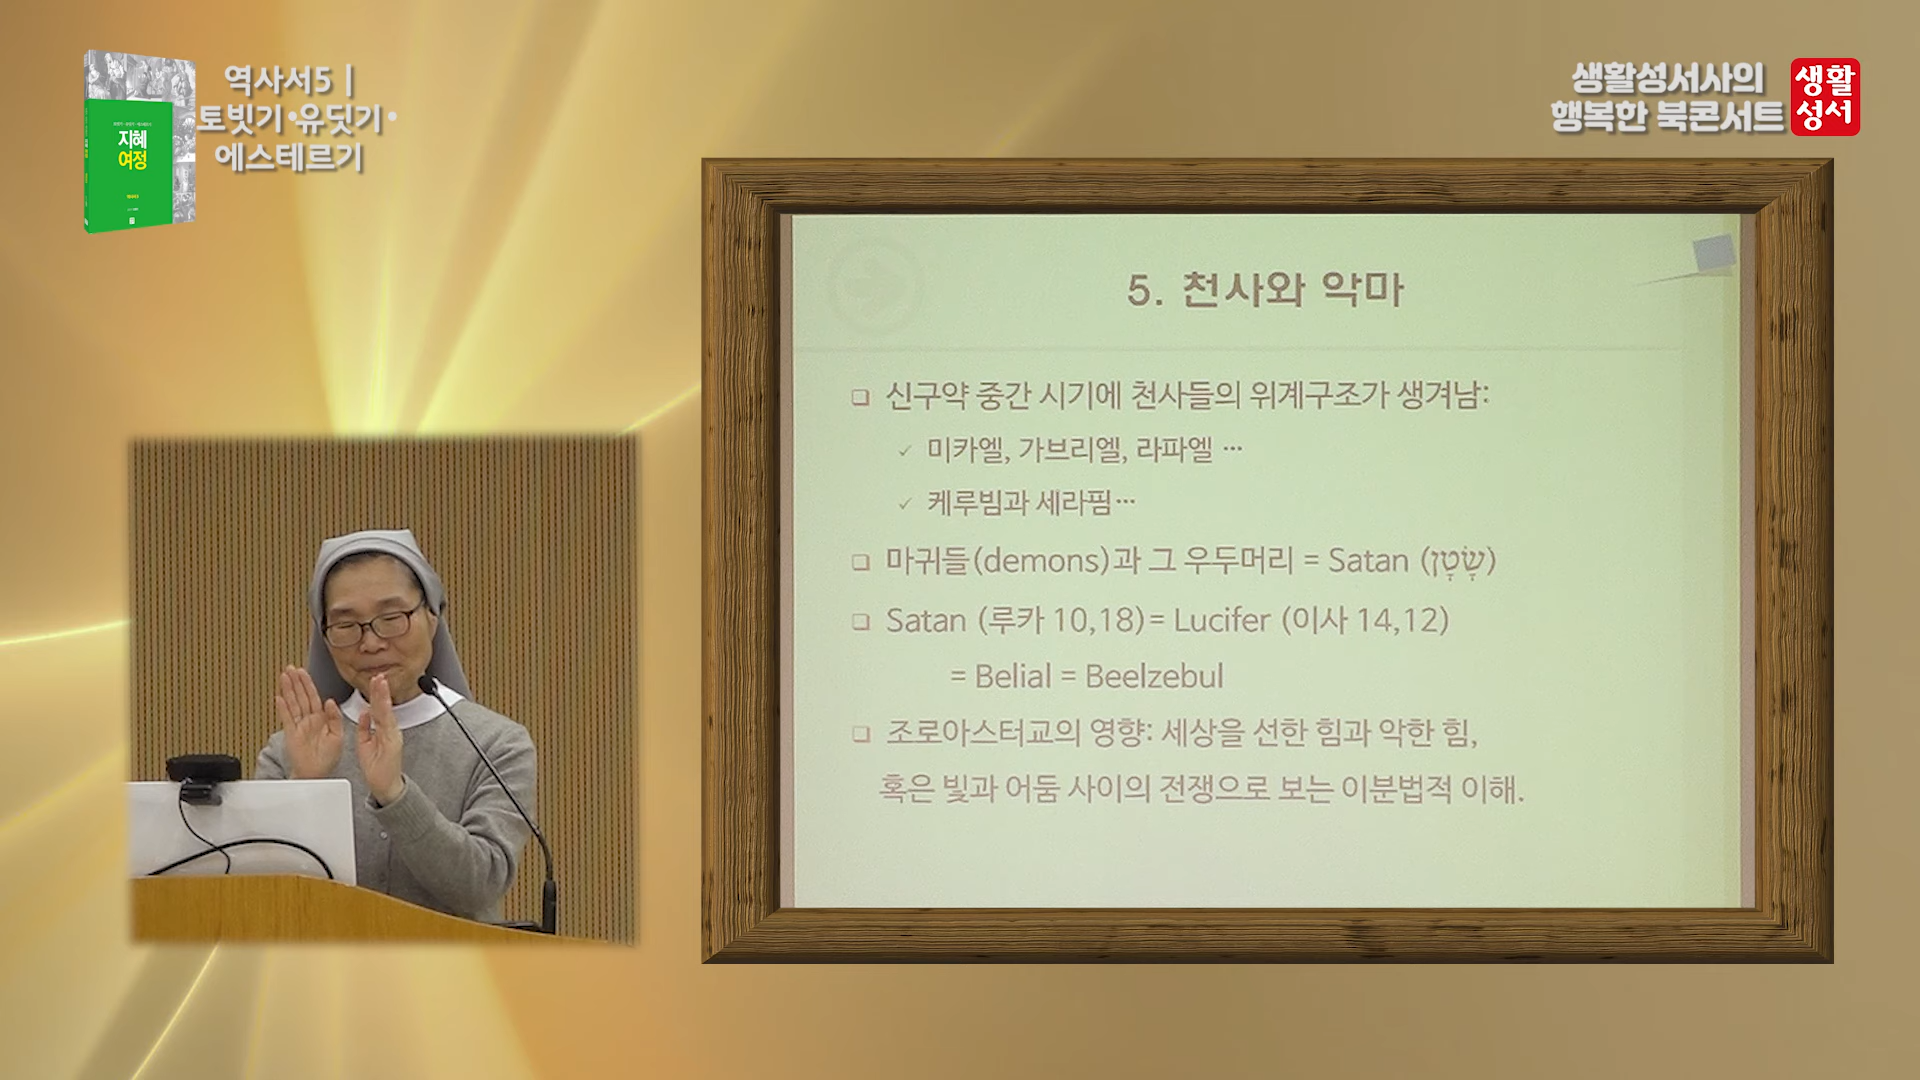 역사서5 |
토빗기·유딧기·
에스테르기
지혜
여정
생활성서사의
행복한 북콘서트
생활
성서
5. 천사와 악마
❑ 신구약 중간 시기에 천사들의 위계구조가 생겨남:
✓ 미카엘, 가브리엘, 라파엘 …
✓ 케루빔과 세라핌…
❑ 마귀들(demons)과 그 우두머리 = Satan (שָׂטָן)
❑ Satan (루카 10,18)= Lucifer (이사 14,12)
= Belial = Beelzebul
❑ 조로아스터교의 영향: 세상을 선한 힘과 악한 힘,
혹은 빛과 어둠 사이의 전쟁으로 보는 이분법적 이해.